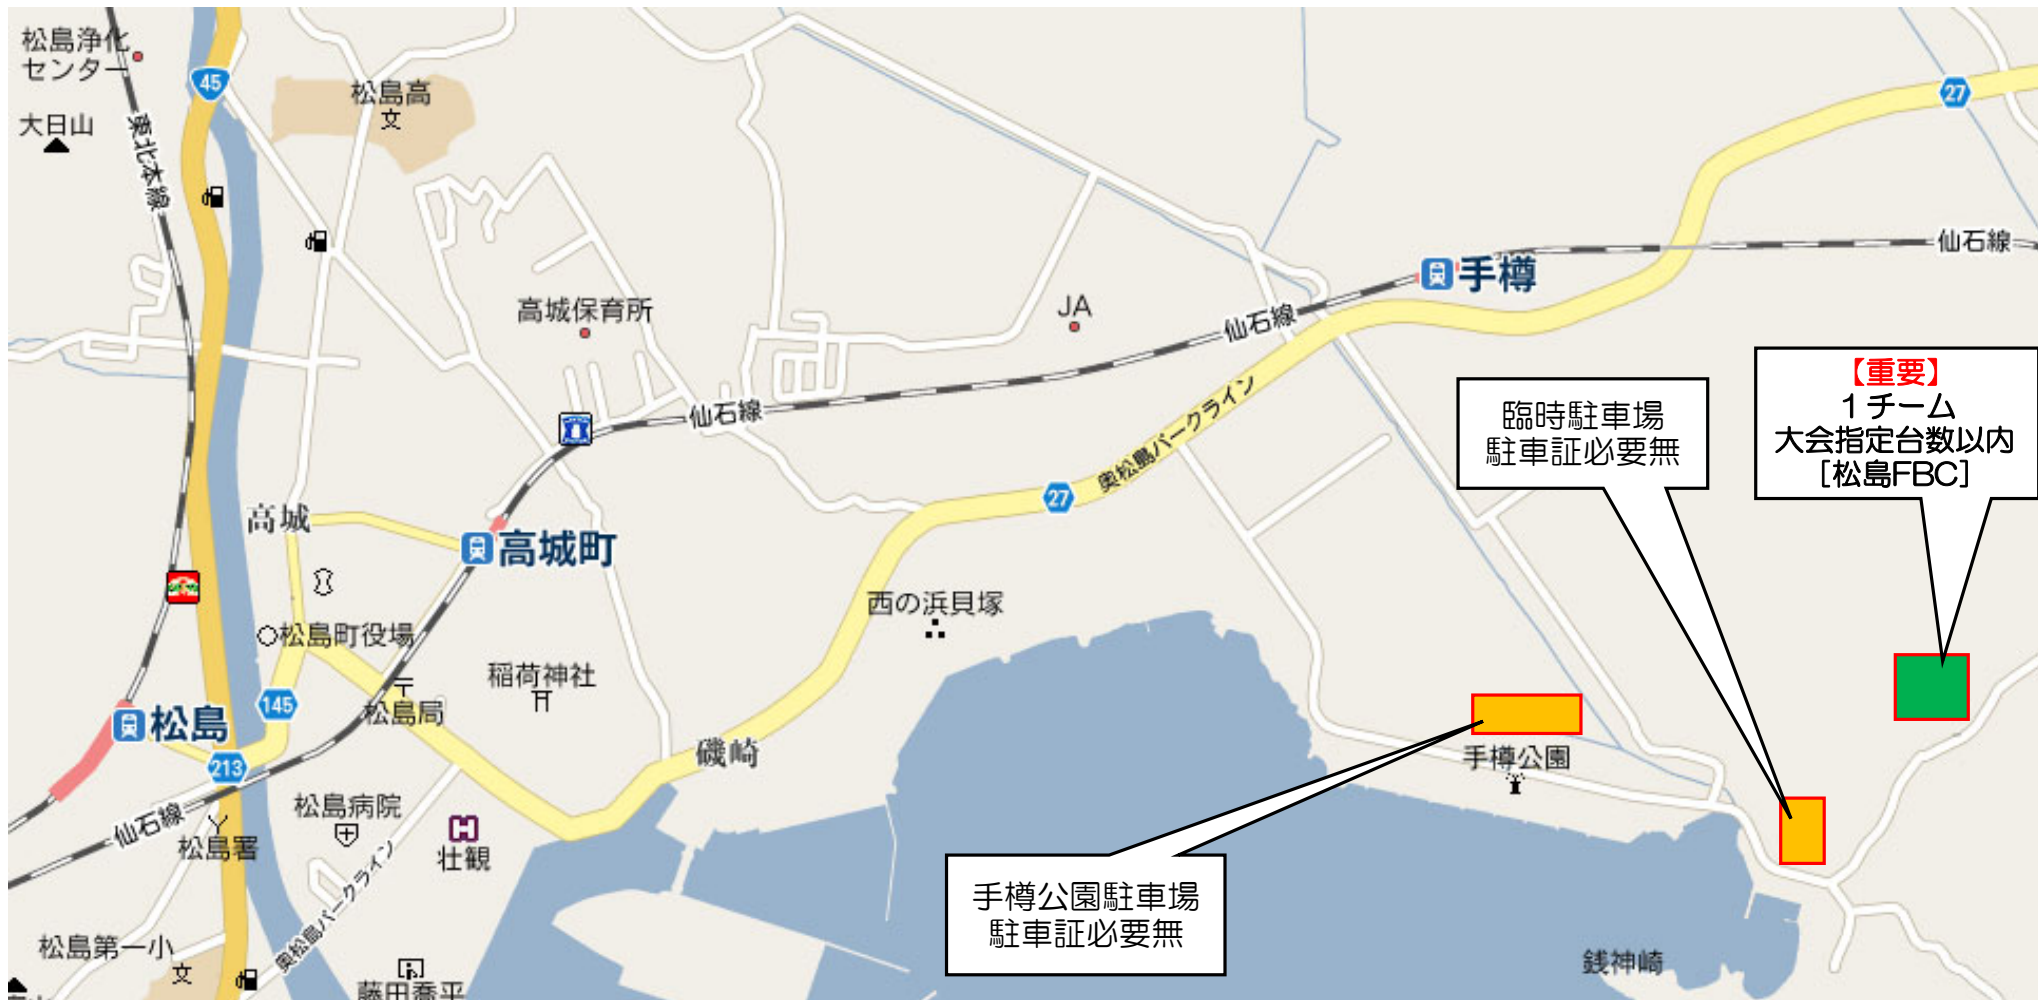 松島浄化
センター
45
松島高
文
27
大日山
東北本線
仙石線
手樽
高城保育所
JA
仙石線
【重要】
1チーム
大会指定台数以内
[松島FBC]
臨時駐車場
駐車証必要無
仙石線
奥松島パークライン
27
高城
高城町
西の浜貝塚
松島町役場
稲荷神社
145
松島局
松島
磯崎
213
手樽公園
松島病院
仙石線
松島署
壮観
奥松島パークライン
手樽公園駐車場
駐車証必要無
松島第一小
文
銭神崎
藤田喬平